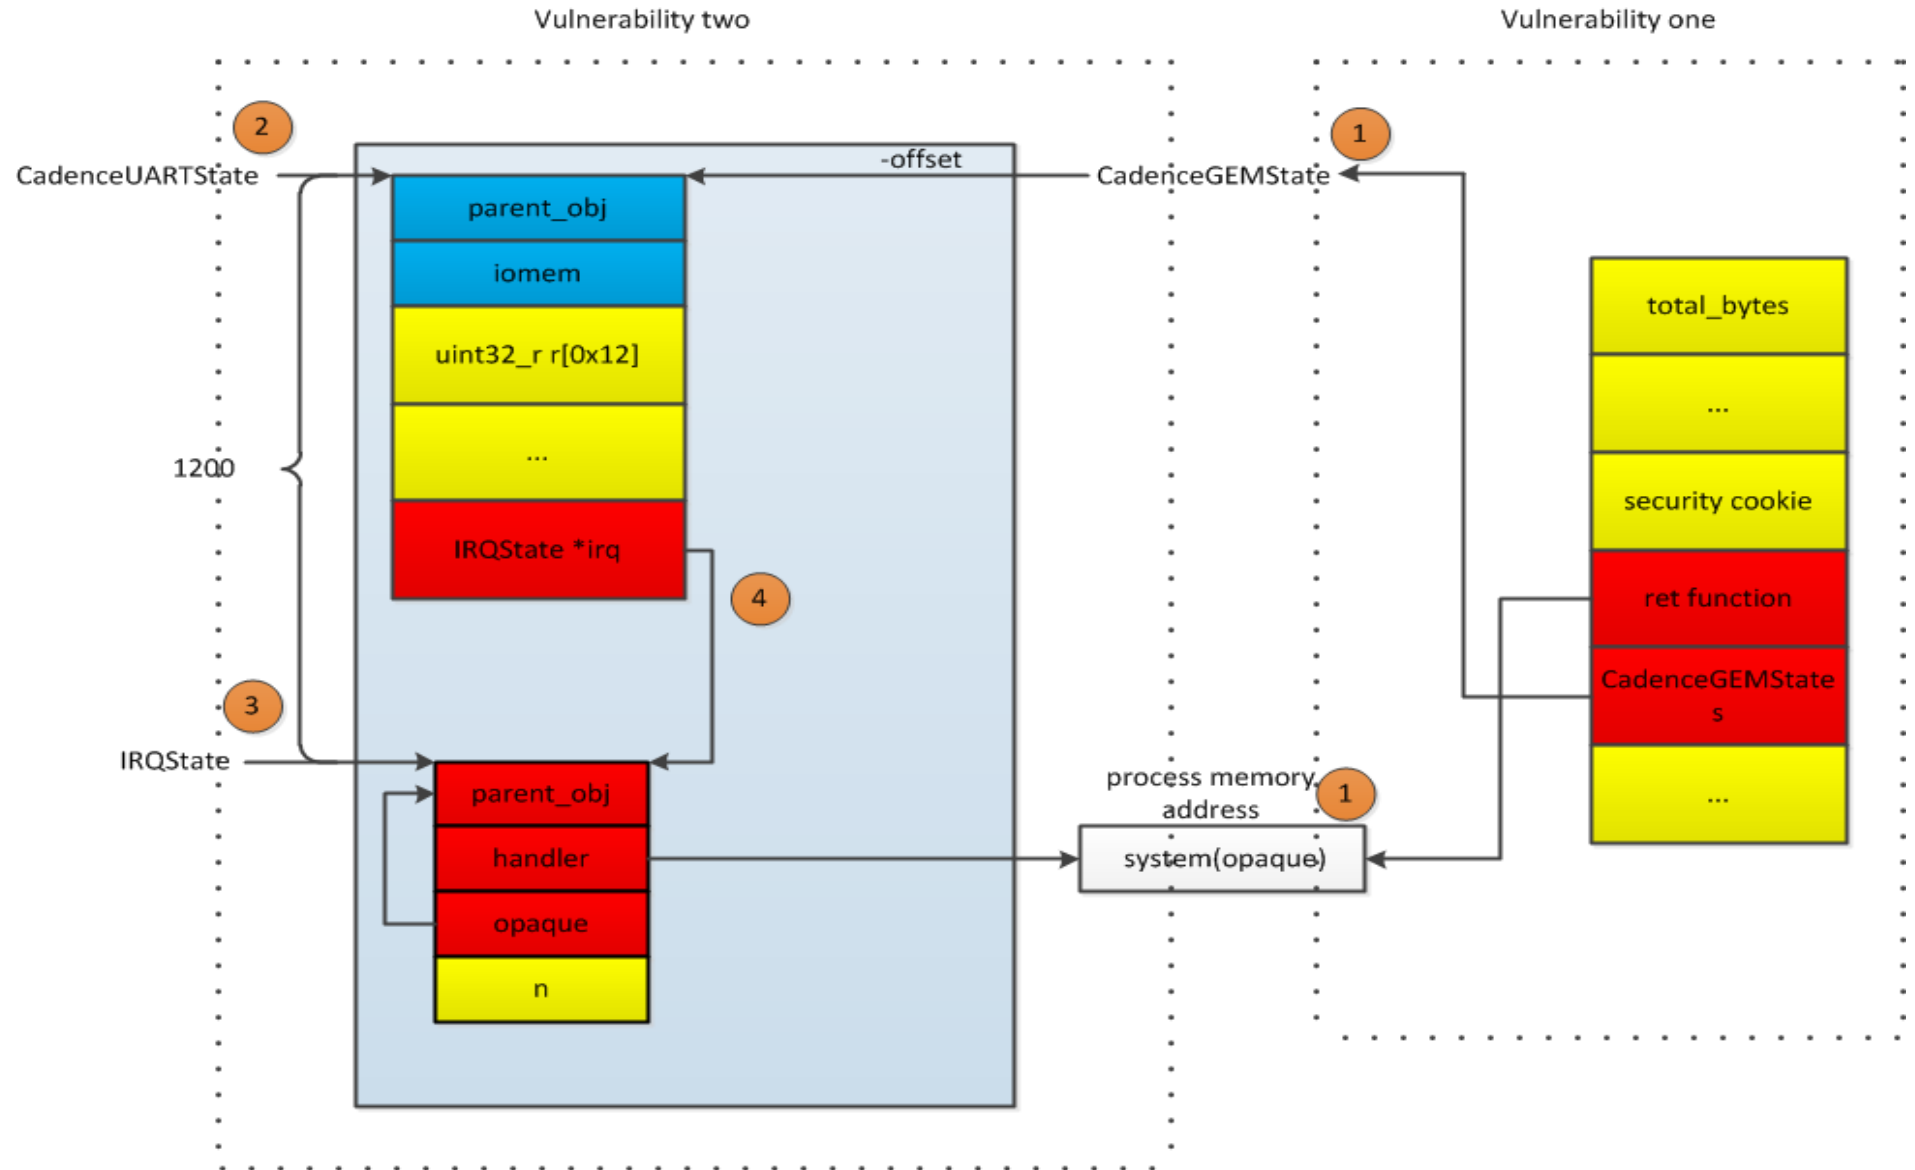 Vulnerability two
Vulnerability one
2
1
-offset
CadenceUARTState
CadenceGEMState
parent_obj
iomem
total_bytes
uint32_r r[0x12]
...
...
1200
security cookie
IRQState *irq
4
ret function
3
CadenceGEMState
s
IRQState
process memory
address
1
parent_obj
...
handler
system(opaque)
opaque
n